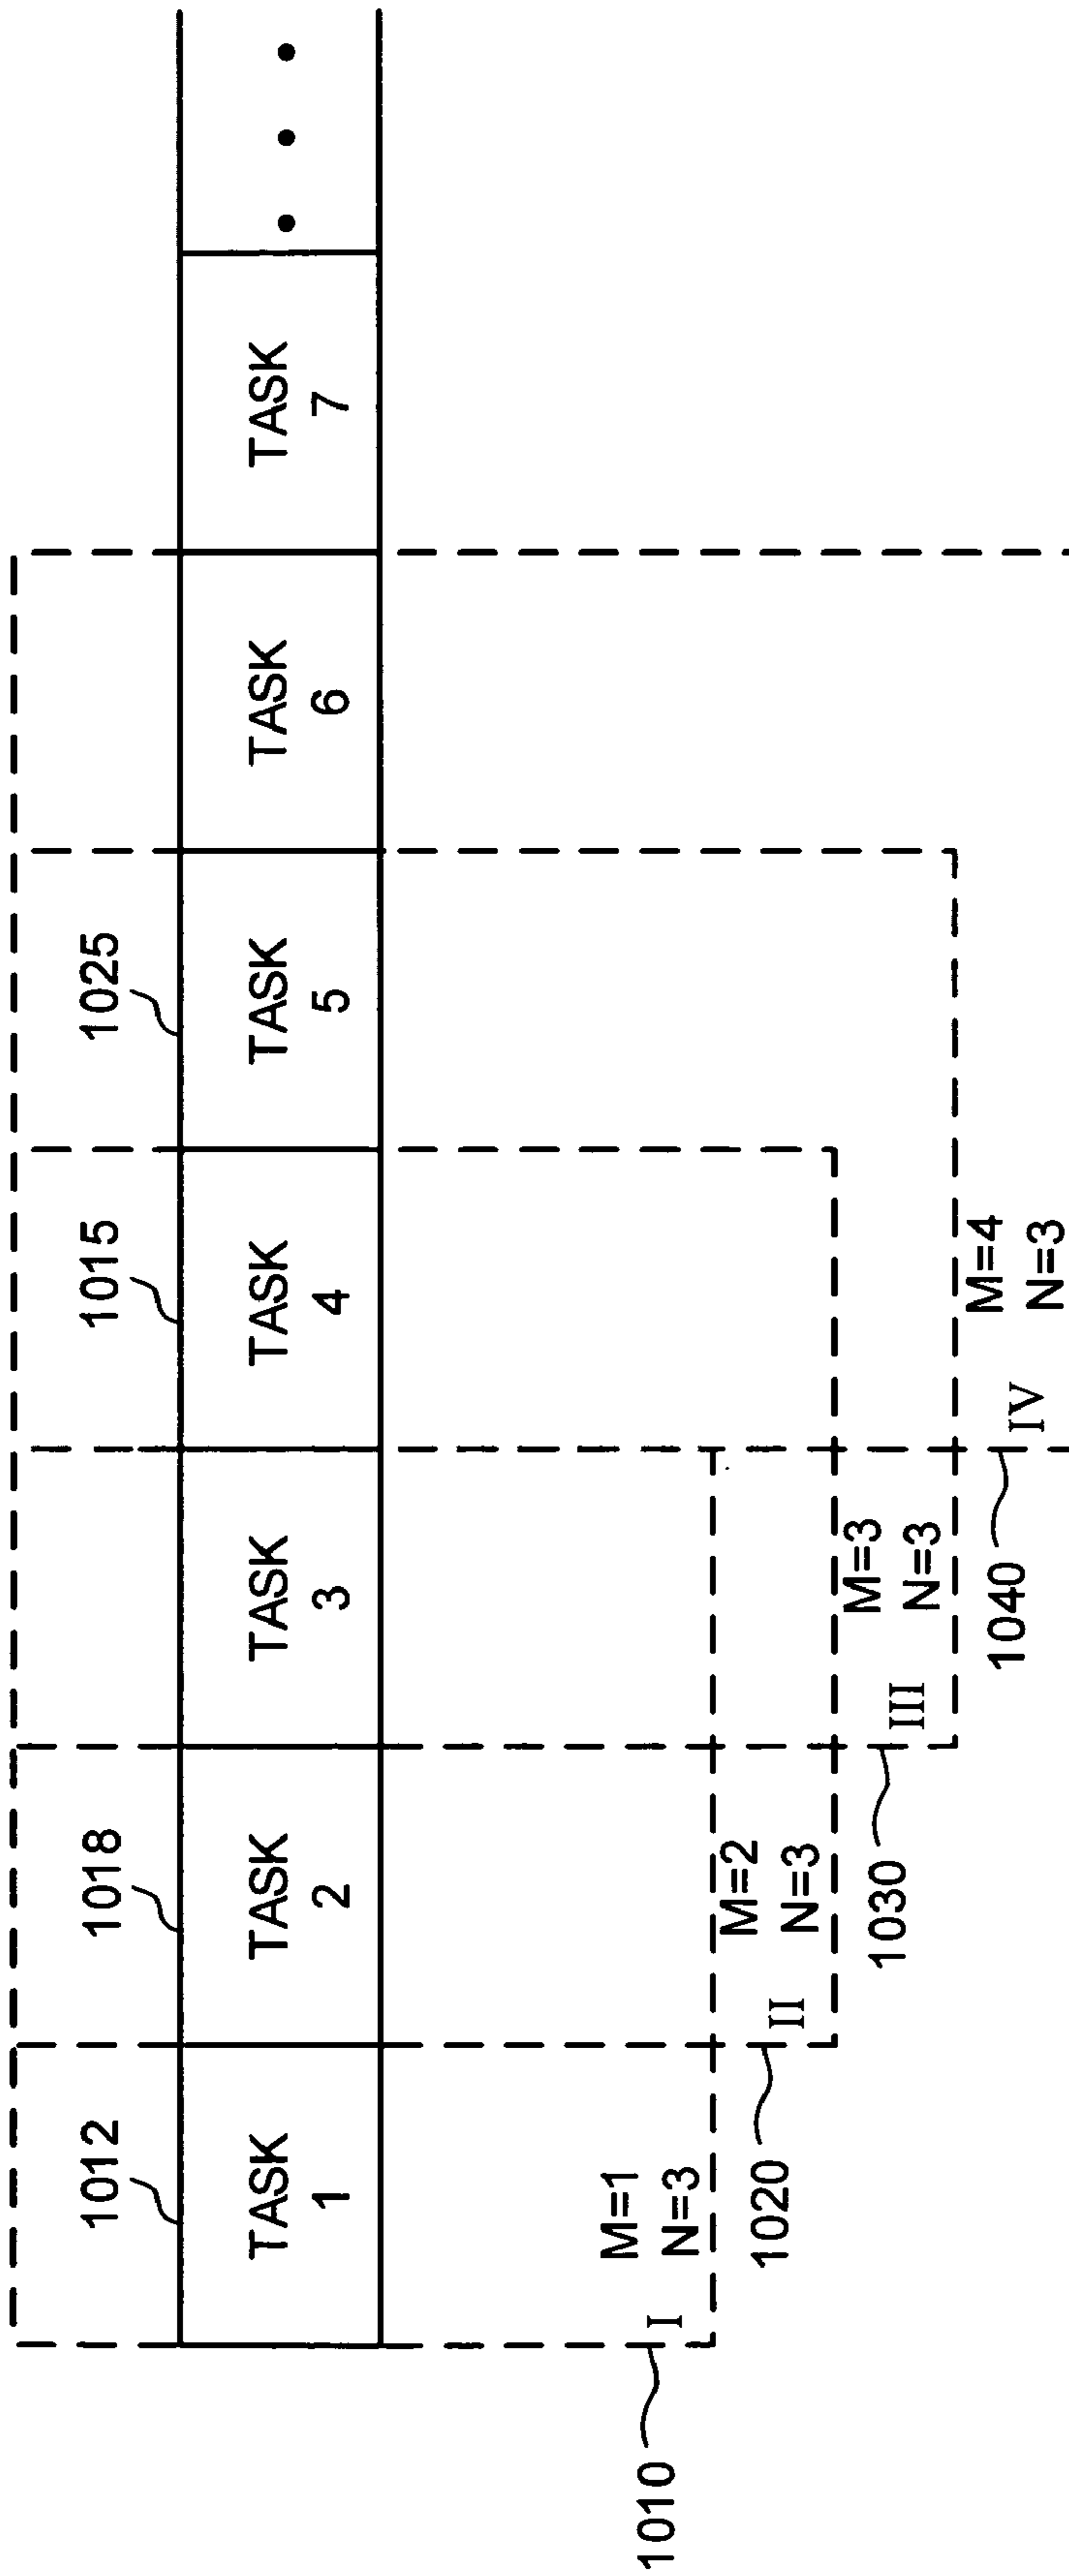 1012
1018
1015
1025
TASK
1
TASK
2
TASK
3
TASK
4
TASK
5
TASK
6
TASK
7
M=1
N=3
I
1010
M=2
N=3
II
1020
M=3
N=3
III
1030
M=4
N=3
IV
1040